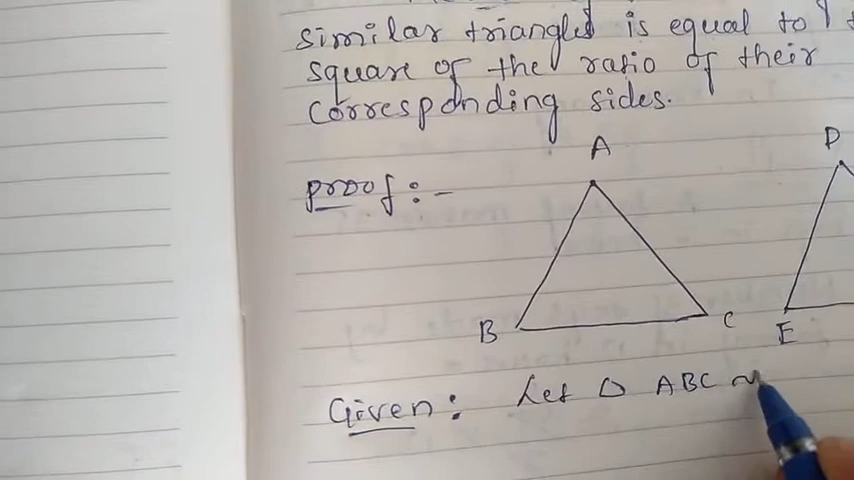 similar triangles is equal to
square of the ratio of their
corresponding sides.
proof :-
A
D
B
C
E
Given : Let △ ABC ~